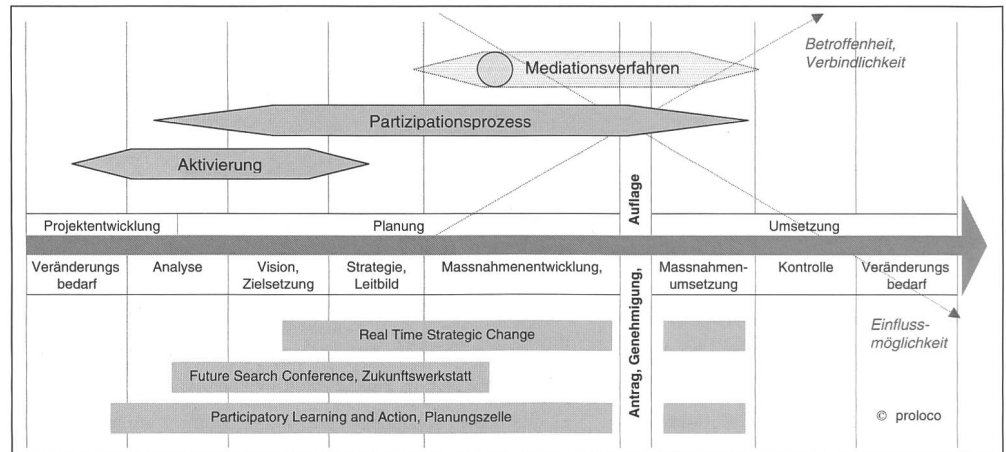 Betroffenheit,
Verbindlichkeit
Mediationsverfahren
Partizipationsprozess
Aktivierung
Auflage
Projektentwicklung
Planung
Umsetzung
Veränderungs
bedarf
Analyse
Vision,
Zielsetzung
Strategie,
Leitbild
Massnahmenentwicklung,
Antrag, Genehmigung,
Massnahmen-
umsetzung
Kontrolle
Veränderungs
bedarf
Real Time Strategic Change
Einfluss-
möglichkeit
Future Search Conference, Zukunftswerkstatt
Participatory Learning and Action, Planungszelle
© proloco